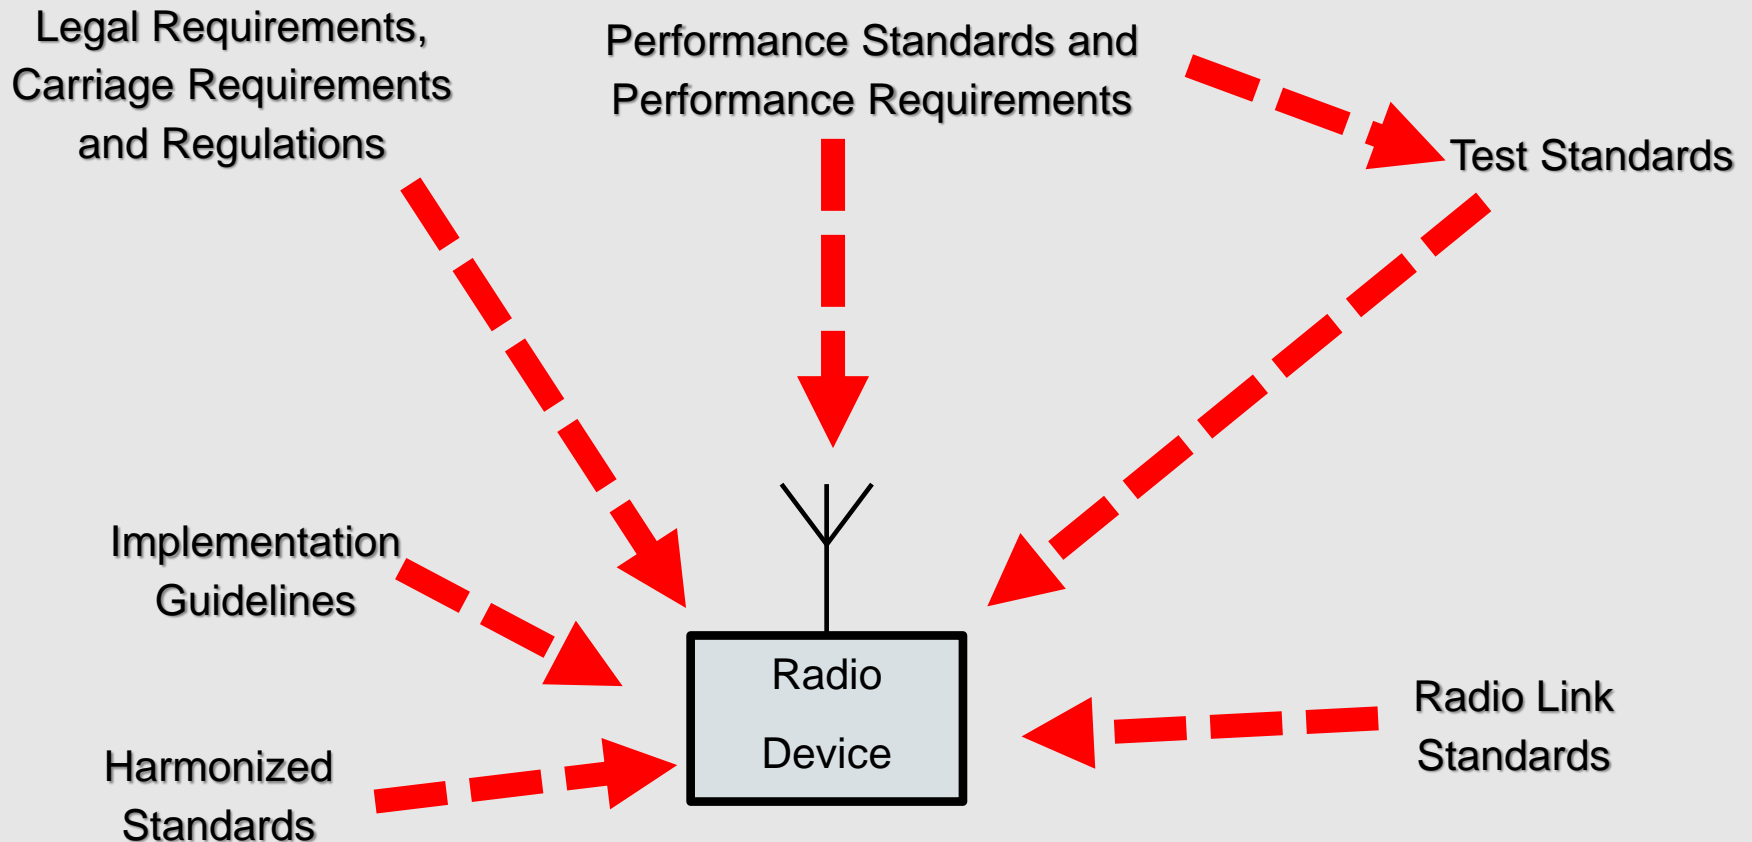 Legal Requirements,
Carriage Requirements
and Regulations
Performance Standards and
Performance Requirements
Test Standards
Implementation
Guidelines
Radio
Device
Radio Link
Standards
Harmonized
Standards